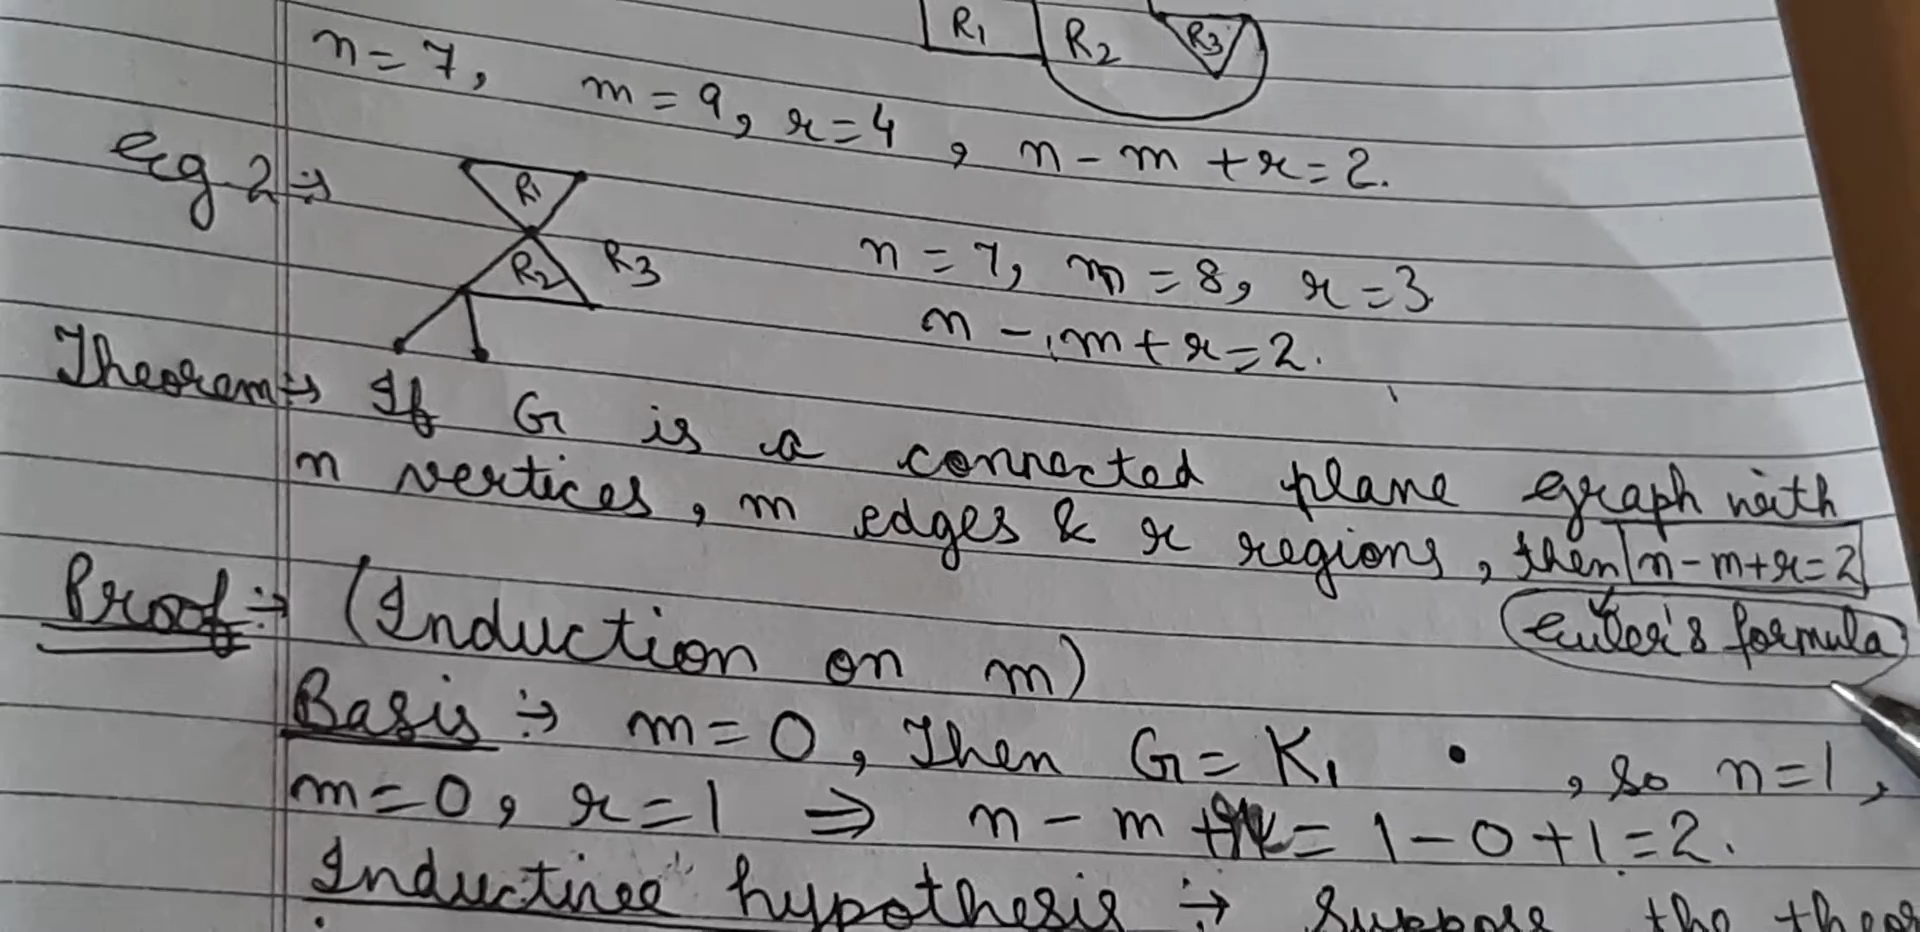 R1 R2 R3
n=7, m=9, r=4, n-m+r=2.
eg 2:→ R1 R2 R3
n=7, m=8, r=3
n-m+r=2.
Theorem:→ If G is a connected plane graph with
n vertices, m edges & r regions, then n-m+r=2
Euler's formula
Proof:→ (Induction on m)
Basis:→ m=0, Then G=K1 • , so n=1,
m=0, r=1 ⇒ n-m+r=1-0+1=2.
Inductive hypothesis:→ Suppose the